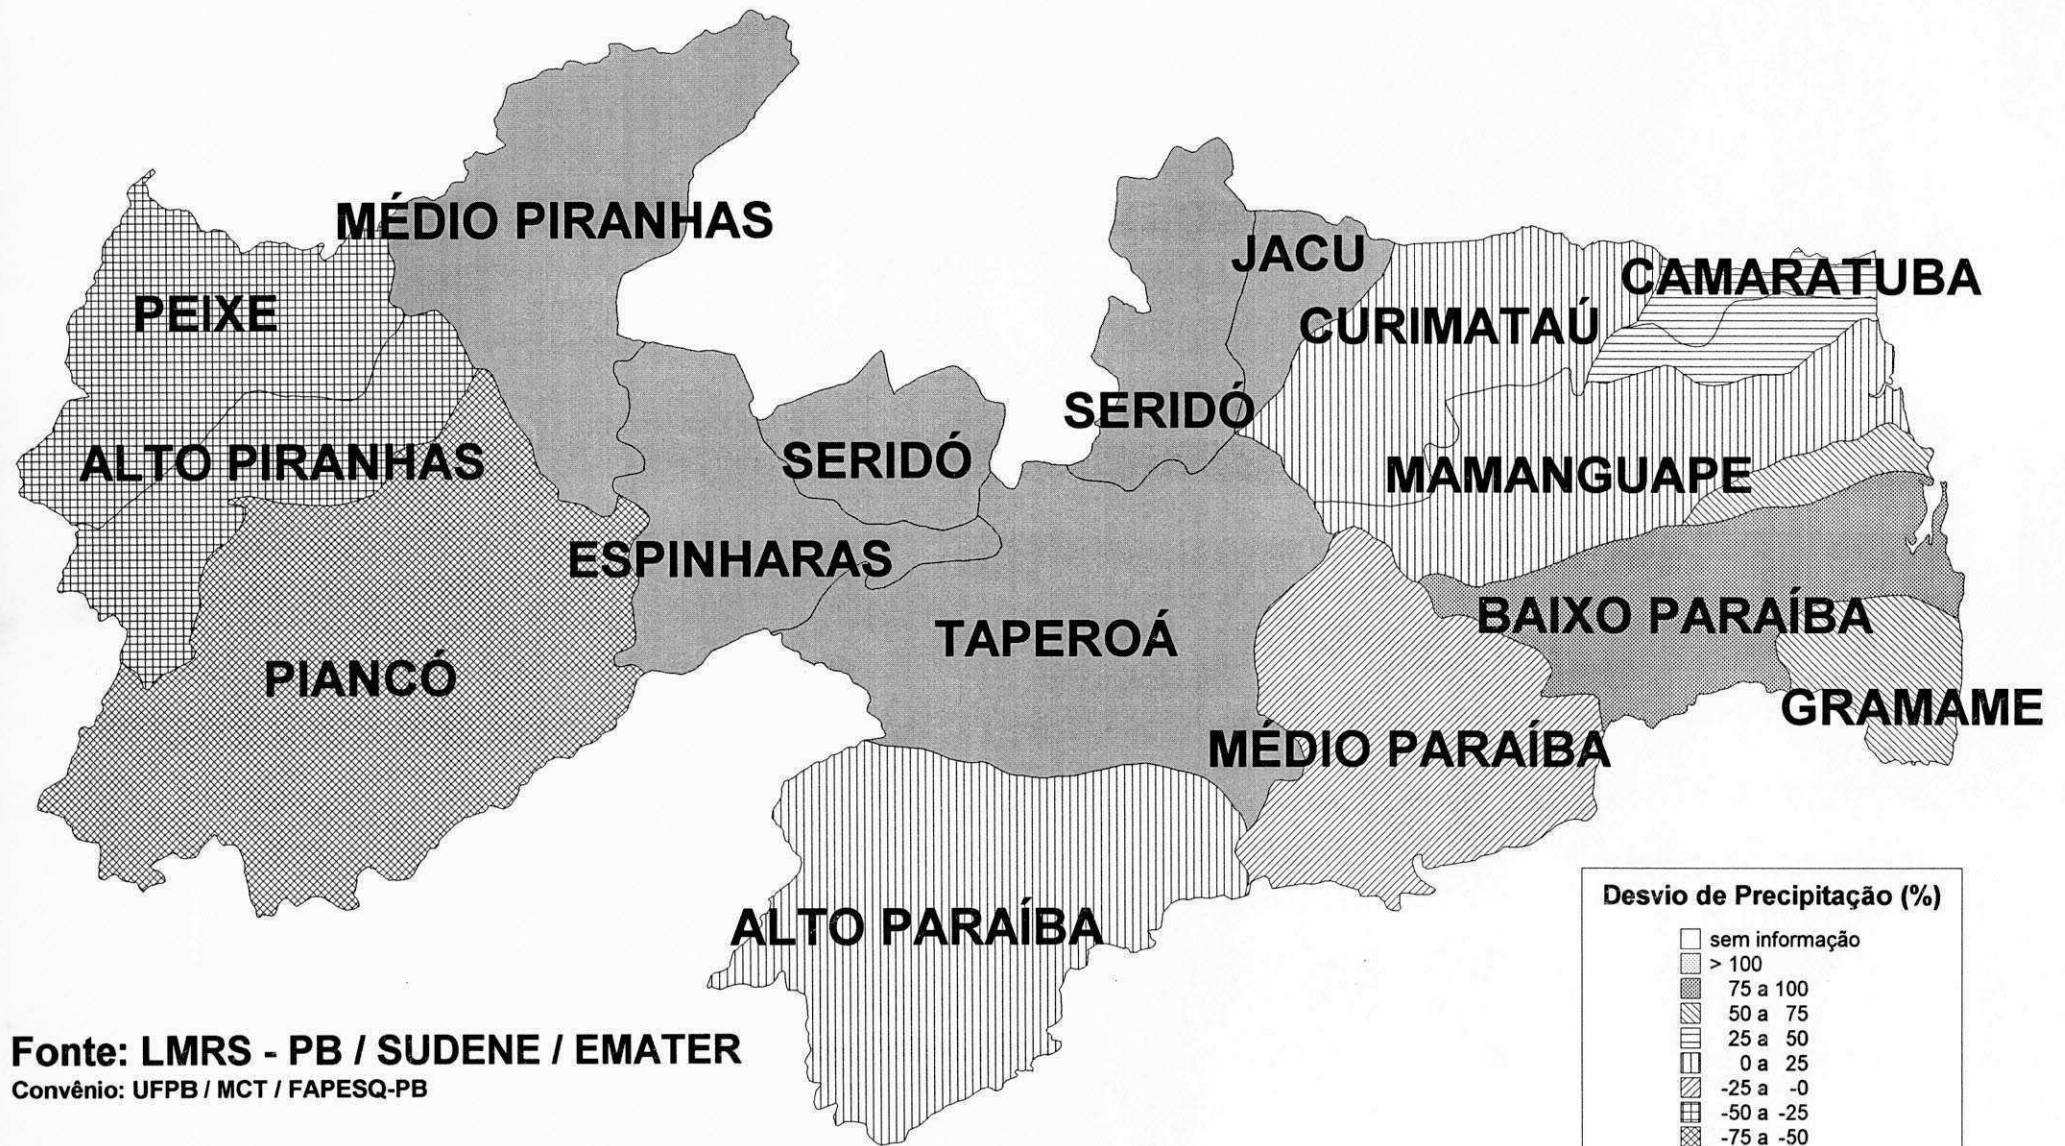 MÉDIO PIRANHAS
JACU
CAMARATUBA
PEIXE
CURIMATAÚ
SERIDÓ
ALTO PIRANHAS
SERIDÓ
MAMANGUAPE
ESPINHARAS
BAIXO PARAÍBA
TAPEROÁ
PIANCÓ
GRAMAME
MÉDIO PARAÍBA
ALTO PARAÍBA
Desvio de Precipitação (%)
sem informação
> 100
75 a 100
50 a 75
25 a 50
0 a 25
-25 a -0
-50 a -25
-75 a -50
Fonte: LMRS - PB / SUDENE / EMATER
Convênio: UFPB / MCT / FAPESQ-PB